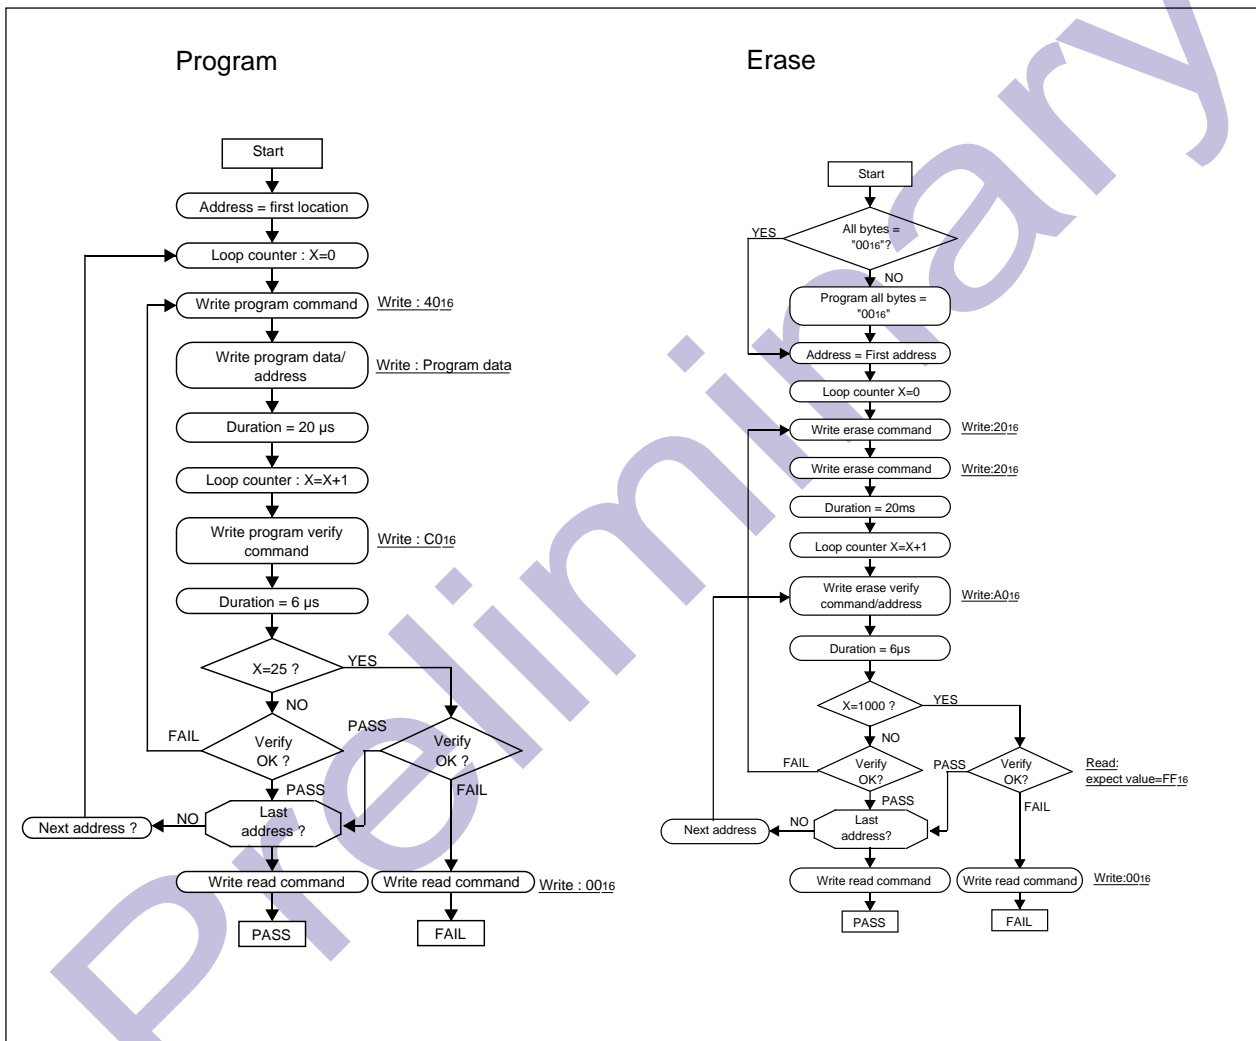 Program
Start
Address = first location
Loop counter : X=0
Write program command
Write : 4016
Write program data/
address
Write : Program data
Duration = 20 µs
Loop counter : X=X+1
Write program verify
command
Write : C016
Duration = 6 µs
X=25 ?
YES
NO
FAIL
Verify
OK ?
PASS
Verify
OK ?
PASS
FAIL
Next address ?
NO
Last
address ?
Write read command
Write read command
Write : 0016
PASS
FAIL
Erase
Start
YES
All bytes =
"0016"?
NO
Program all bytes =
"0016"
Address = First address
Loop counter X=0
Write erase command
Write:2016
Write erase command
Write:2016
Duration = 20ms
Loop counter X=X+1
Write erase verify
command/address
Write:A016
Duration = 6µs
X=1000 ?
YES
NO
FAIL
Verify
OK?
PASS
Verify
OK?
Read:
expect value=FF16
PASS
FAIL
Next address
NO
Last
address?
Write read command
Write read command
Write:0016
PASS
FAIL
Preliminary